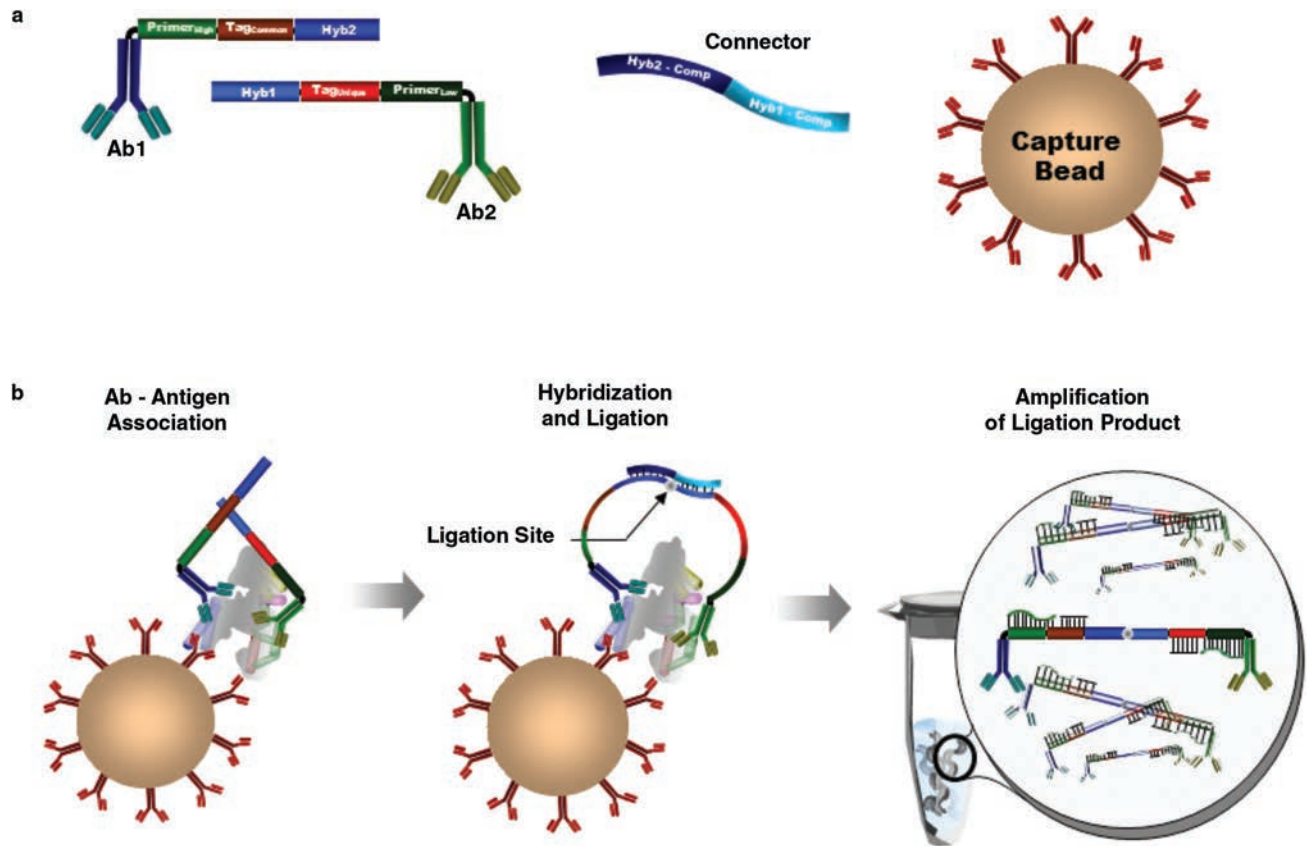 a
Primer High Tag Common Hyb2
Connector
Hyb2 - Comp
Hyb1 - Comp
Hyb1 Tag Unique Primer Low
Capture
Bead
Ab1
Ab2
b
Ab - Antigen
Association
Hybridization
and Ligation
Amplification
of Ligation Product
Ligation Site